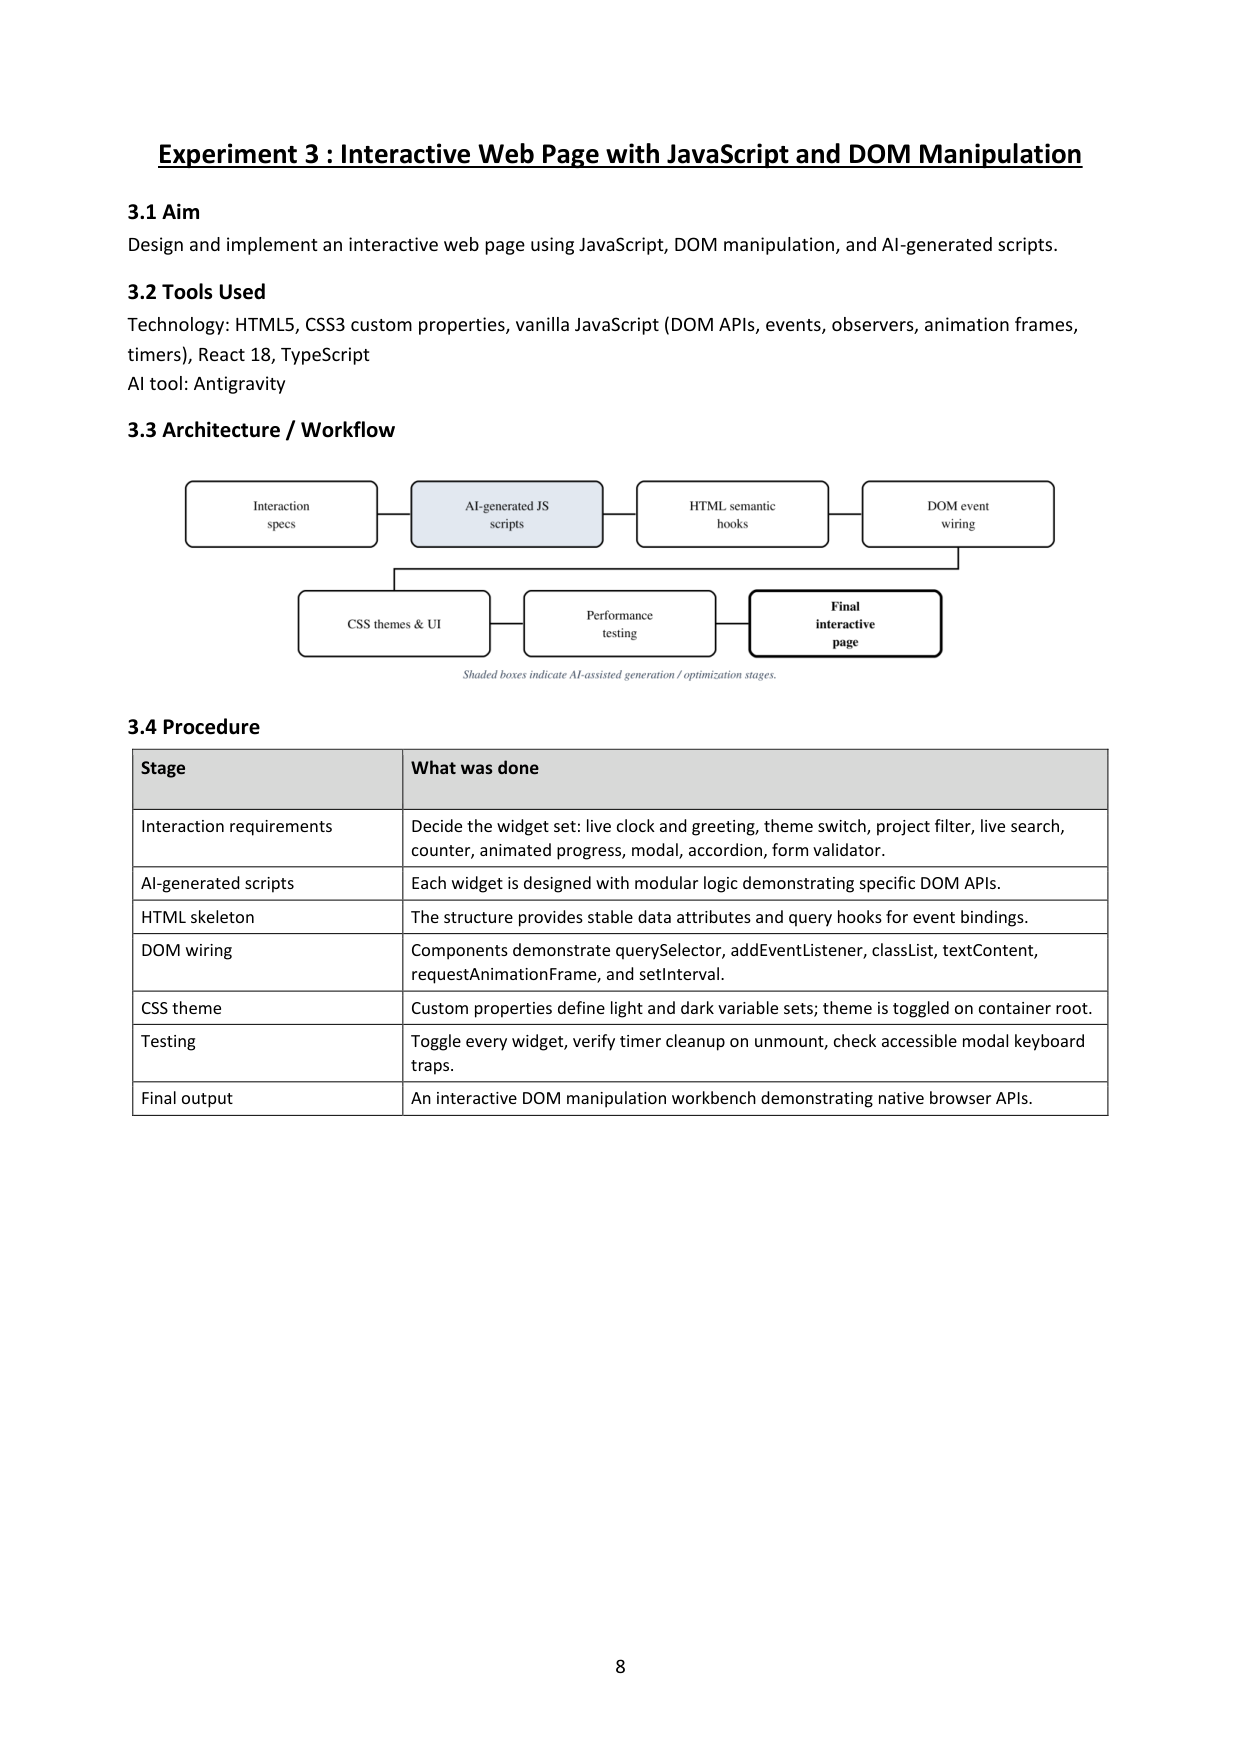 Experiment 3 : Interactive Web Page with JavaScript and DOM Manipulation
3.1 Aim
Design and implement an interactive web page using JavaScript, DOM manipulation, and AI-generated scripts.
3.2 Tools Used
Technology: HTML5, CSS3 custom properties, vanilla JavaScript (DOM APIs, events, observers, animation frames,
timers), React 18, TypeScript
AI tool: Antigravity
3.3 Architecture / Workflow
Interaction
specs
AI-generated JS
scripts
HTML semantic
hooks
DOM event
wiring
CSS themes & UI
Performance
testing
Final
interactive
page
Shaded boxes indicate AI-assisted generation / optimization stages.
3.4 Procedure
Stage
What was done
Interaction requirements
Decide the widget set: live clock and greeting, theme switch, project filter, live search,
counter, animated progress, modal, accordion, form validator.
AI-generated scripts
Each widget is designed with modular logic demonstrating specific DOM APIs.
HTML skeleton
The structure provides stable data attributes and query hooks for event bindings.
DOM wiring
Components demonstrate querySelector, addEventListener, classList, textContent,
requestAnimationFrame, and setInterval.
CSS theme
Custom properties define light and dark variable sets; theme is toggled on container root.
Testing
Toggle every widget, verify timer cleanup on unmount, check accessible modal keyboard
traps.
Final output
An interactive DOM manipulation workbench demonstrating native browser APIs.
8